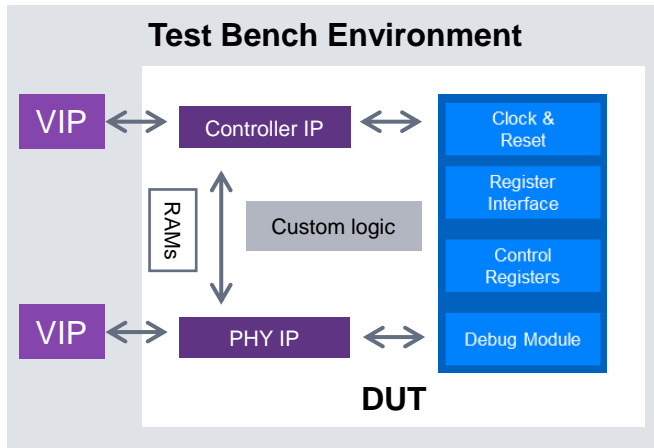 Test Bench Environment
VIP
Controller IP
Clock &
Reset
Register
Interface
RAMs
Custom logic
Control
Registers
VIP
PHY IP
Debug Module
DUT